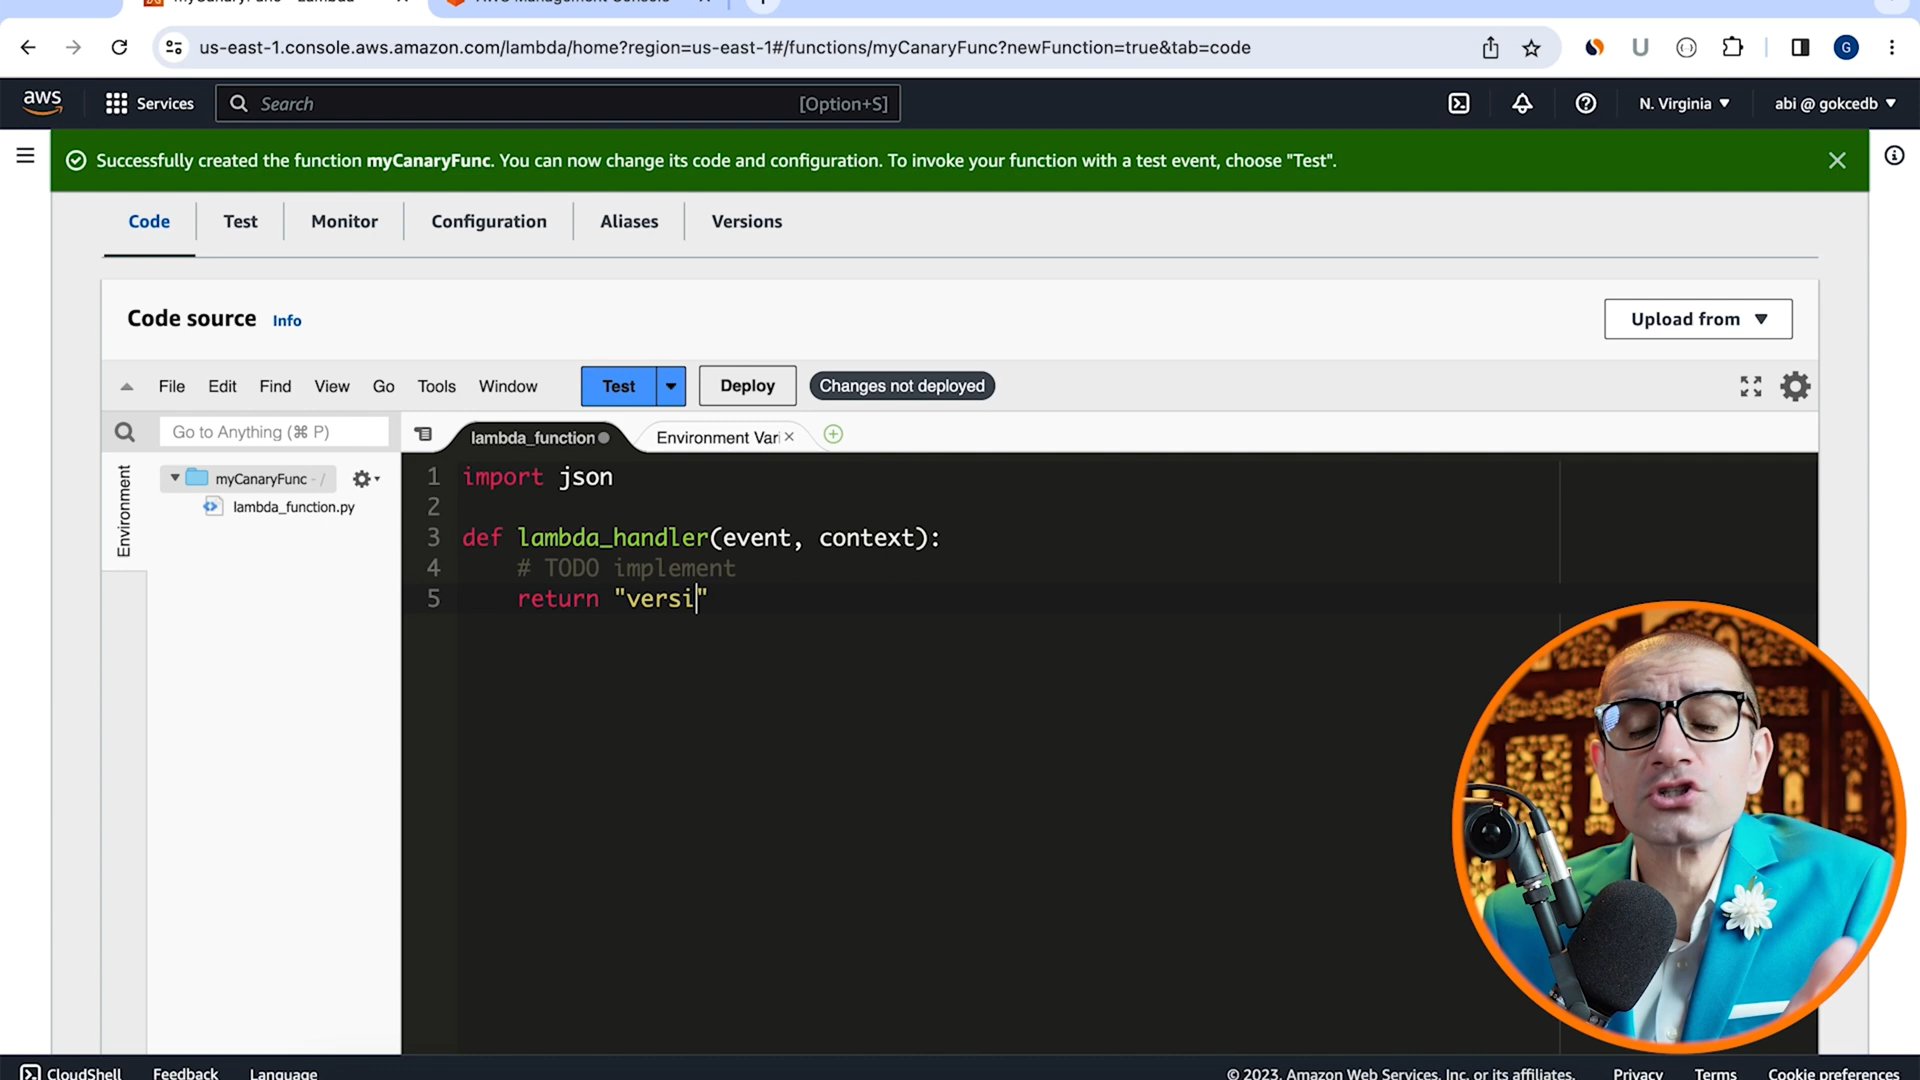 us-east-1.console.aws.amazon.com/lambda/home?region=us-east-1#/functions/myCanaryFunc?newFunction=true&tab=code
U
G
aws
Services
Search
[Option+S]
N. Virginia
abi @ gokcedb
Successfully created the function myCanaryFunc. You can now change its code and configuration. To invoke your function with a test event, choose "Test".
Code
Test
Monitor
Configuration
Aliases
Versions
Code source
Info
Upload from
File
Edit
Find
View
Go
Tools
Window
Test
Deploy
Changes not deployed
Go to Anything (⌘ P)
lambda_function
Environment Vari
Environment
myCanaryFunc - /
lambda_function.py
1 import json
2
3 def lambda_handler(event, context):
4 # TODO implement
5 return "versi"
CloudShell
Feedback
Language
© 2023, Amazon Web Services, Inc. or its affiliates.
Privacy
Terms
Cookie preferences